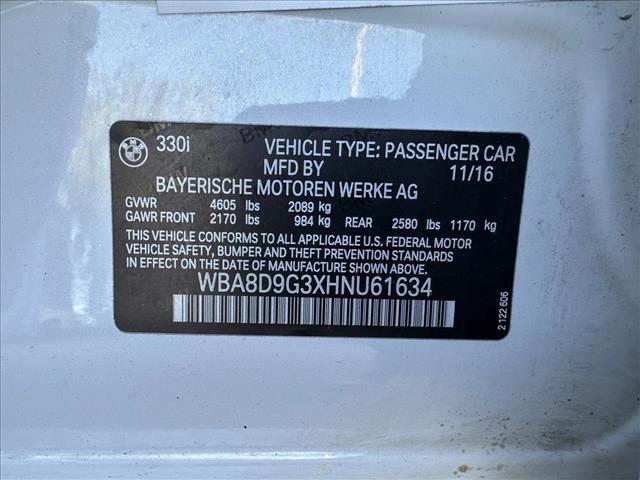 BMW 330i VEHICLE TYPE: PASSENGER CAR
MFD BY 11/16
BAYERISCHE MOTOREN WERKE AG
GVWR 4605 lbs 2089 kg
GAWR FRONT 2170 lbs 984 kg REAR 2580 lbs 1170 kg
THIS VEHICLE CONFORMS TO ALL APPLICABLE U.S. FEDERAL MOTOR
VEHICLE SAFETY, BUMPER AND THEFT PREVENTION STANDARDS
IN EFFECT ON THE DATE OF MANUFACTURE SHOWN ABOVE.
WBA8D9G3XHNU61634
2 122 606